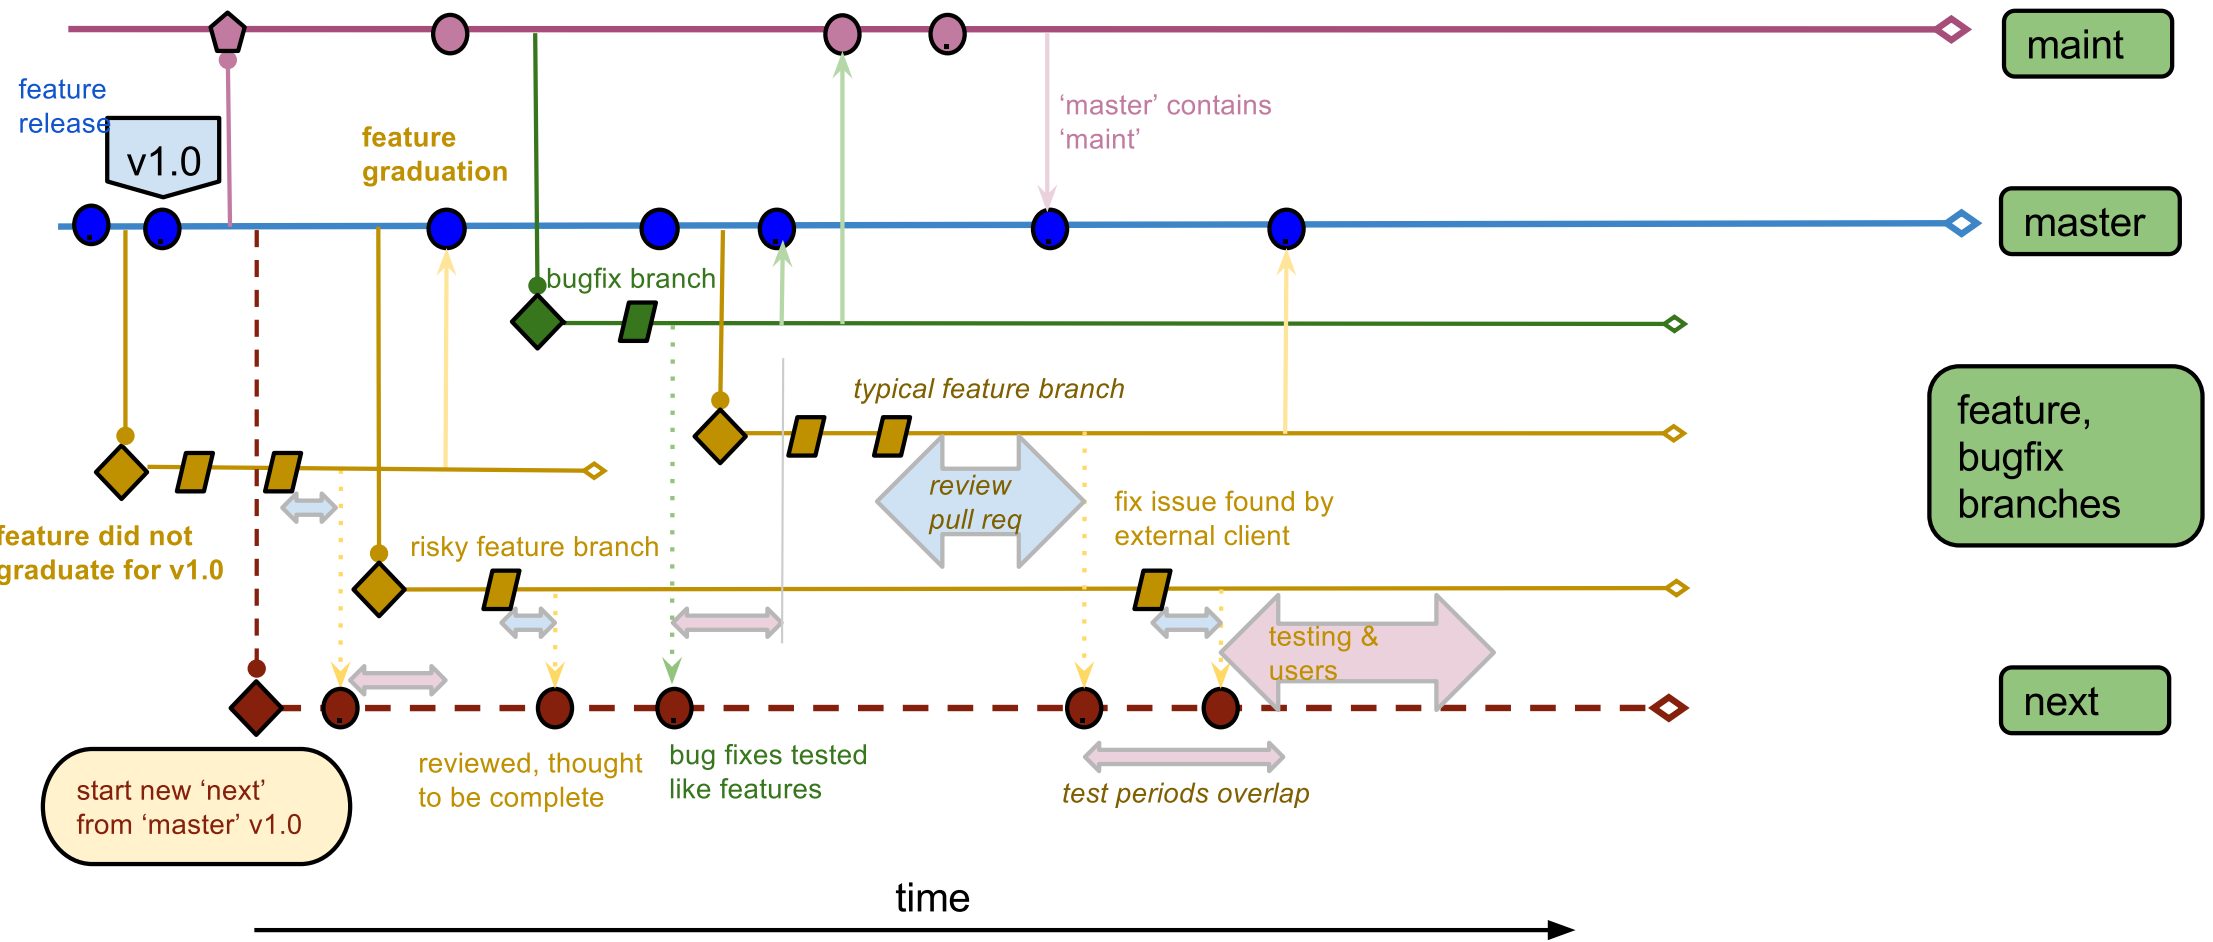 maint
feature
release
v1.0
feature
graduation
‘master’ contains
‘maint’
master
bugfix branch
typical feature branch
feature,
bugfix
branches
review
pull req
fix issue found by
external client
feature did not
graduate for v1.0
risky feature branch
testing &
users
next
reviewed, thought
to be complete
bug fixes tested
like features
test periods overlap
start new ‘next’
from ‘master’ v1.0
time